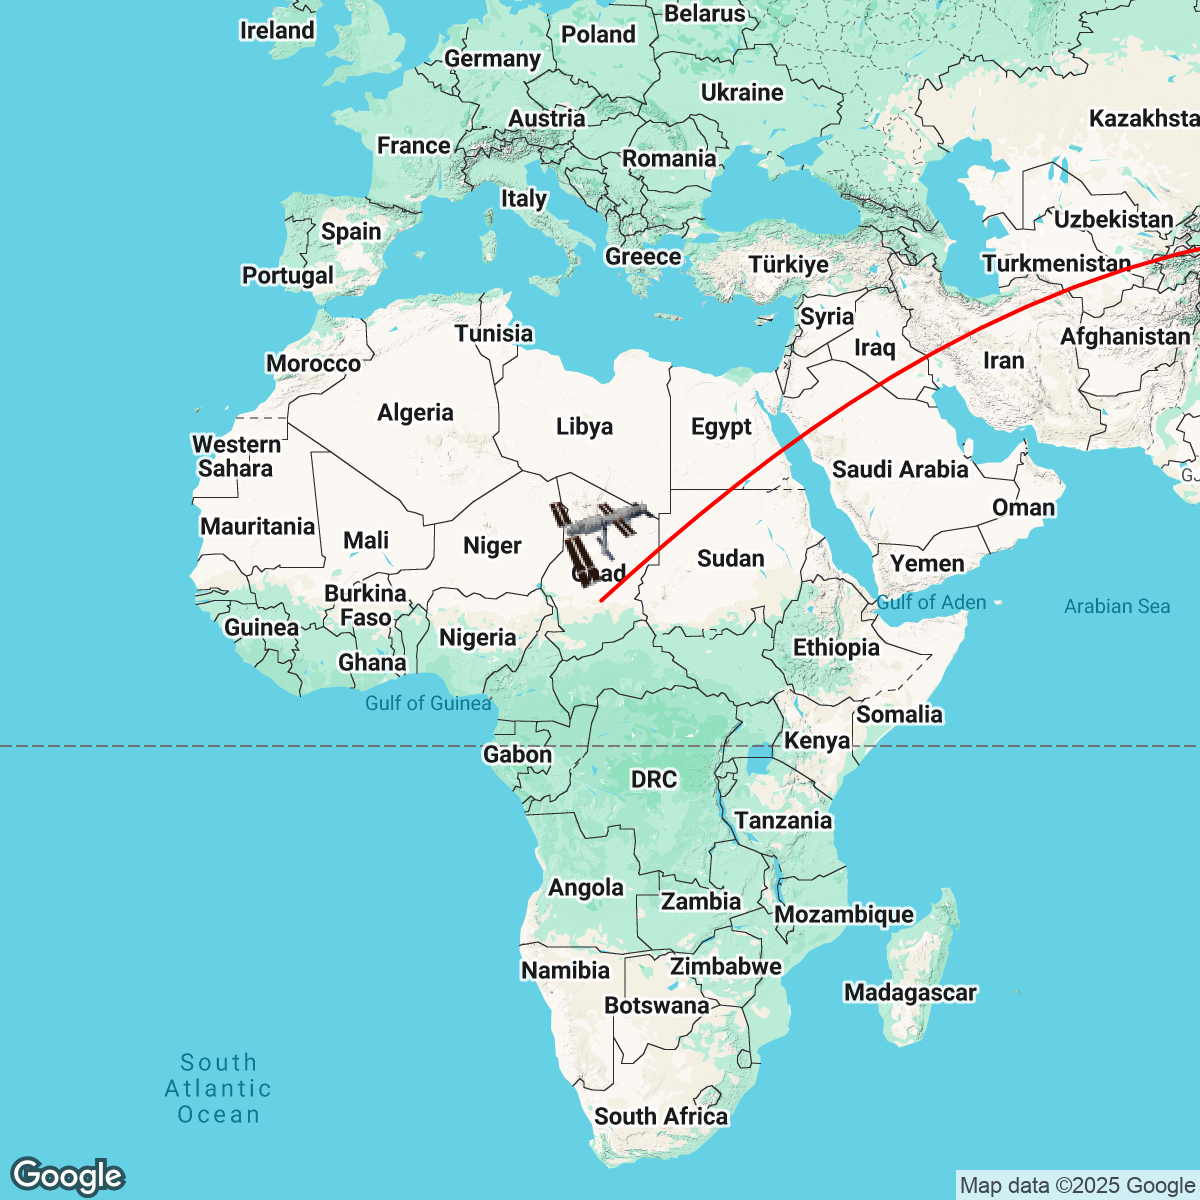 Ireland
Belarus
Poland
Germany
Ukraine
Austria
Kazakhsta
France
Romania
Italy
Uzbekistan
Spain
Greece
Türkiye
Turkmenistan
Portugal
Syria
Tunisia
Afghanistan
Iraq
Iran
Morocco
Algeria
Libya
Egypt
Western
Sahara
Saudi Arabia
GJ
Oman
Mauritania
Mali
Niger
Sudan
Yemen
Chad
Burkina
Faso
Gulf of Aden
Arabian Sea
Guinea
Nigeria
Ethiopia
Ghana
Gulf of Guinea
Somalia
Kenya
Gabon
DRC
Tanzania
Angola
Zambia
Mozambique
Namibia
Zimbabwe
Madagascar
Botswana
South
Atlantic
Ocean
South Africa
Google
Map data ©2025 Google